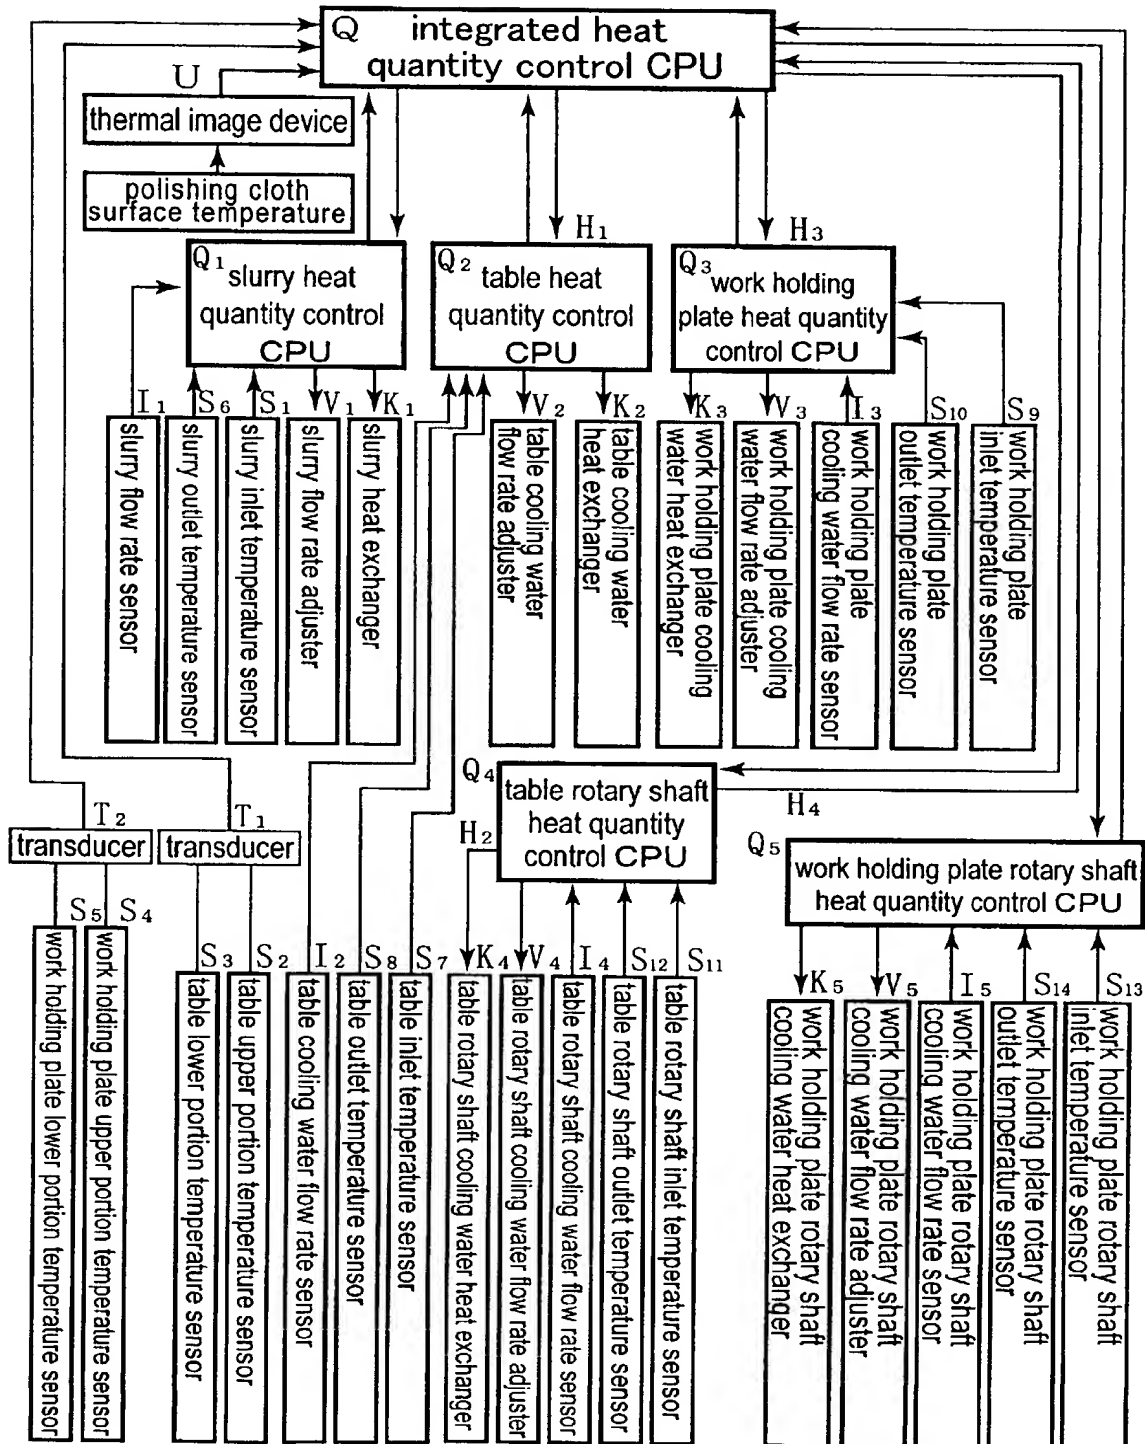 Q integrated heat
quantity control CPU
U
thermal image device
polishing cloth
surface temperature
H1
H3
Q1 slurry heat
quantity control
CPU
Q2 table heat
quantity control
CPU
Q3 work holding
plate heat quantity
control CPU
I1
S6
S1
V1
K1
V2
K2
K3
V3
I3
S10
S9
slurry flow rate sensor
slurry outlet temperature sensor
slurry inlet temperature sensor
slurry flow rate adjuster
slurry heat exchanger
table cooling water
flow rate adjuster
table cooling water
heat exchanger
work holding plate cooling
water heat exchanger
work holding plate cooling
water flow rate adjuster
work holding plate
cooling water flow rate sensor
work holding plate
outlet temperature sensor
work holding plate
inlet temperature sensor
Q4
table rotary shaft
heat quantity
control CPU
H4
H2
T2
transducer
T1
transducer
Q5
work holding plate rotary shaft
heat quantity control CPU
S5
S4
S3
S2
I2
S8
S7
K4
V4
I4
S12
S11
K5
V5
I5
S14
S13
work holding plate lower portion temperature sensor
work holding plate upper portion temperature sensor
table lower portion temperature sensor
table upper portion temperature sensor
table cooling water flow rate sensor
table outlet temperature sensor
table inlet temperature sensor
table rotary shaft cooling water heat exchanger
table rotary shaft cooling water flow rate adjuster
table rotary shaft cooling water flow rate sensor
table rotary shaft outlet temperature sensor
table rotary shaft inlet temperature sensor
work holding plate rotary shaft
cooling water heat exchanger
work holding plate rotary shaft
cooling water flow rate adjuster
work holding plate rotary shaft
cooling water flow rate sensor
work holding plate rotary shaft
outlet temperature sensor
work holding plate rotary shaft
inlet temperature sensor